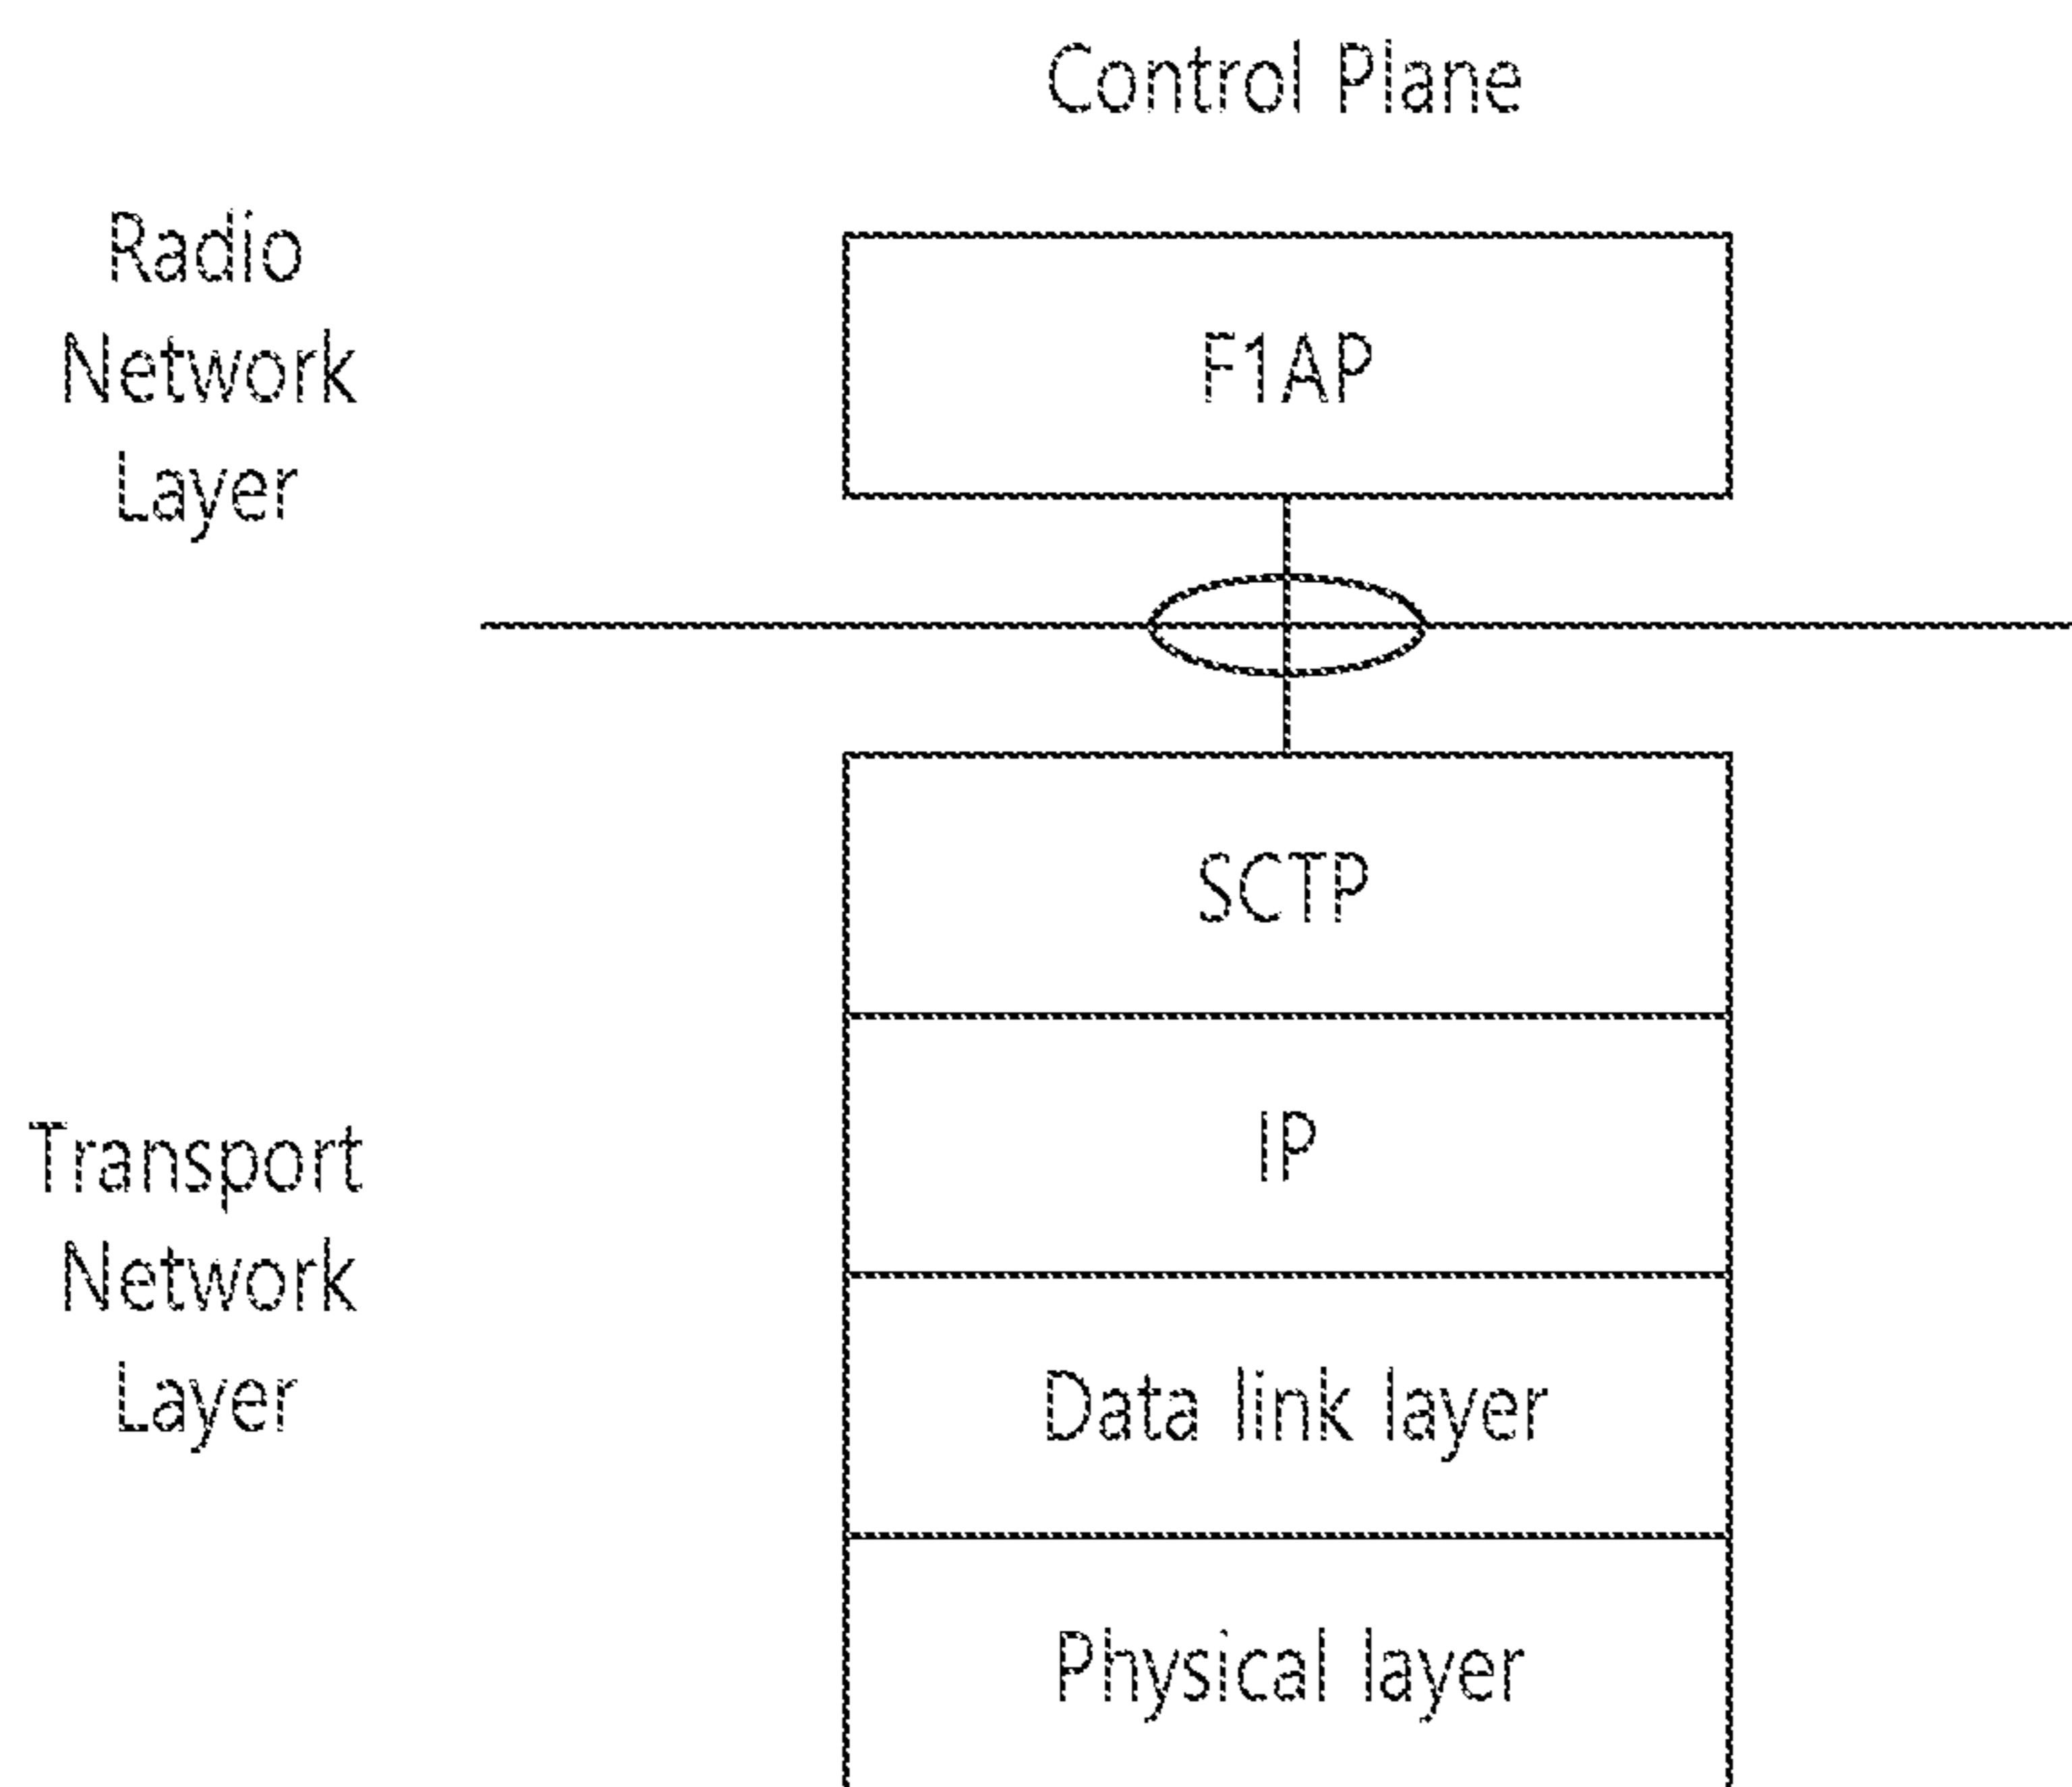 Control Plane
Radio
Network
Layer
F1AP
SCTP
IP
Transport
Network
Layer
Data link layer
Physical layer